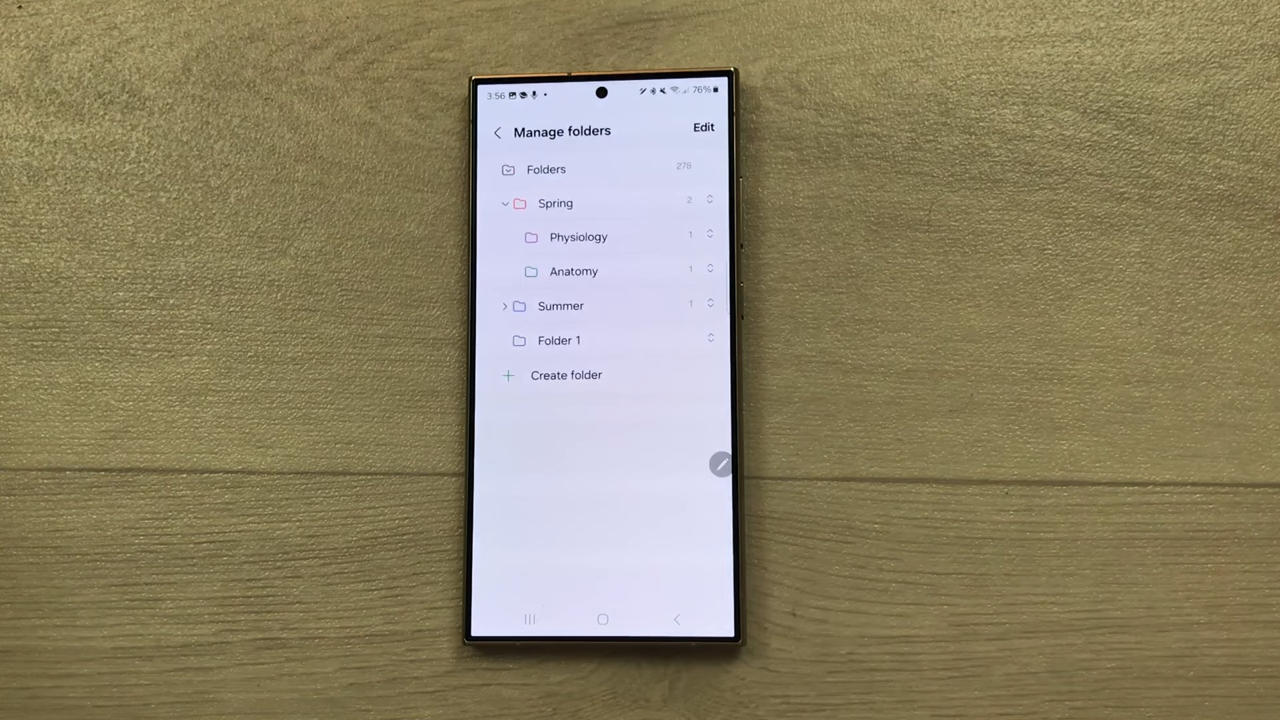 3:56 76%
Manage folders Edit
Folders 278
Spring 2
Physiology 1
Anatomy 1
Summer 1
Folder 1
Create folder